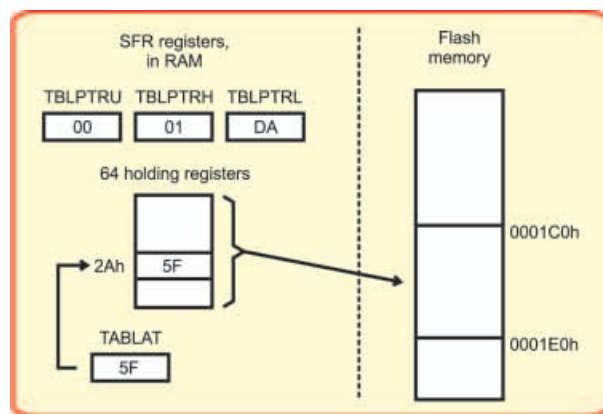 SFR registers,
in RAM
TBLPTRU TBLPTRH TBLPTRL
00 01 DA
64 holding registers
2Ah 5F
TABLAT
5F
Flash
memory
0001C0h
0001E0h